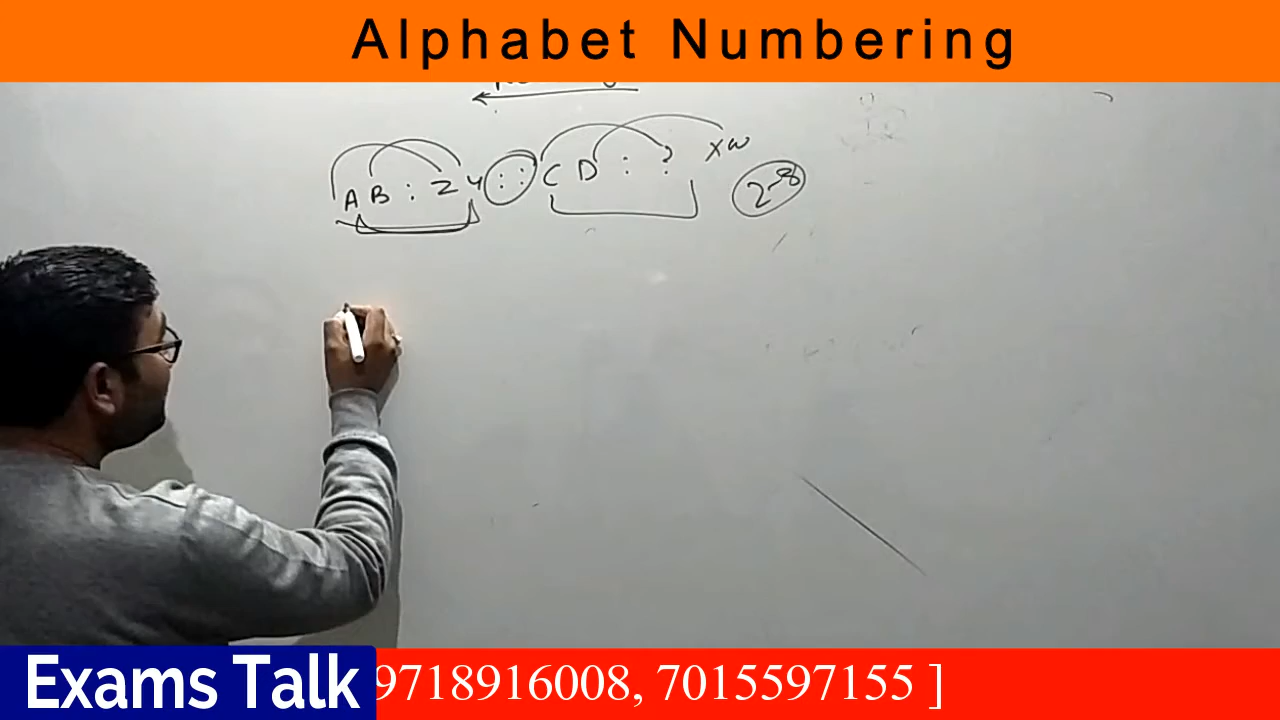 Alphabet Numbering
AB : ZY :: CD : ? XW
2-8
Exams Talk
9718916008, 7015597155 ]